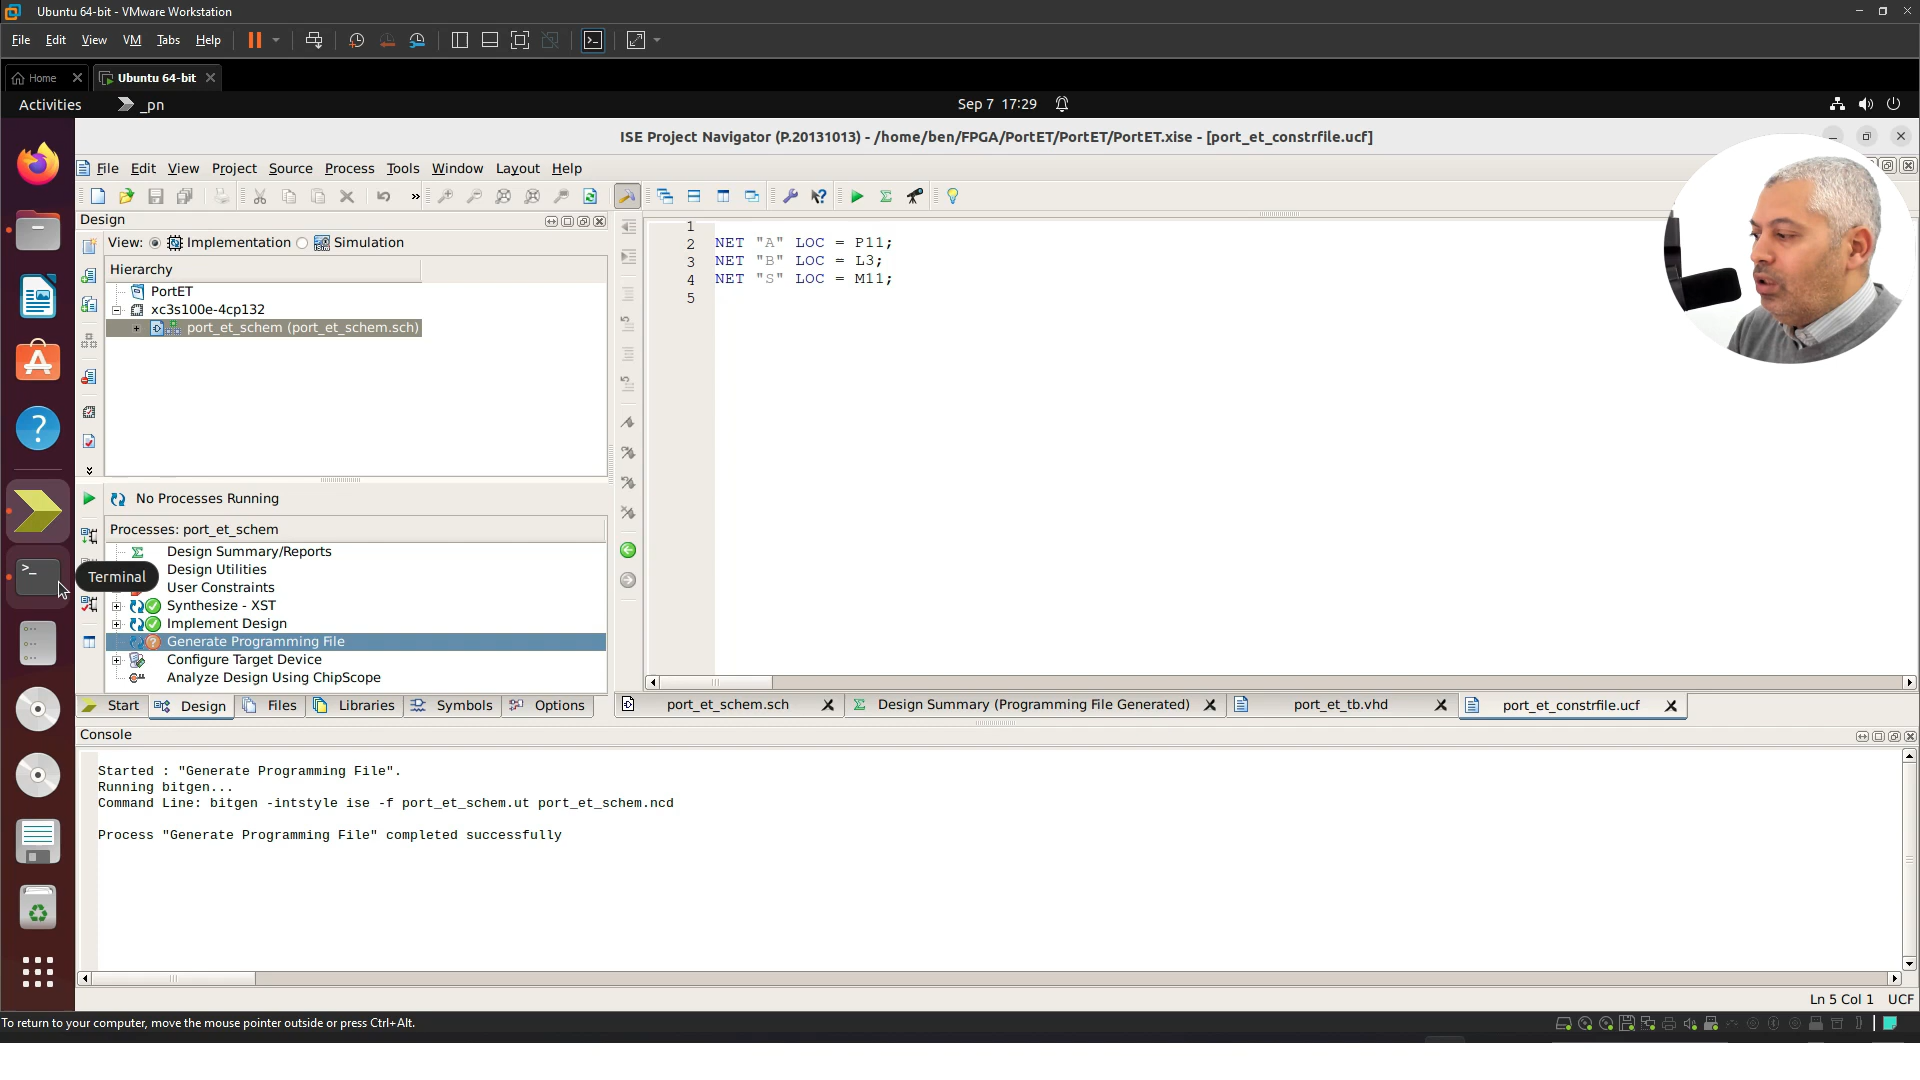 Ubuntu 64-bit - VMware Workstation
File Edit View VM Tabs Help
Home
Ubuntu 64-bit
Activities
_pn
Sep 7 17:29
ISE Project Navigator (P.20131013) - /home/ben/FPGA/PortET/PortET/PortET.xise - [port_et_constrfile.ucf]
File Edit View Project Source Process Tools Window Layout Help
»
Design
View: Implementation Simulation
Hierarchy
PortET
xc3s100e-4cp132
port_et_schem (port_et_schem.sch)
1
2 NET "A" LOC = P11;
3 NET "B" LOC = L3;
4 NET "S" LOC = M11;
5
No Processes Running
Processes: port_et_schem
Design Summary/Reports
Design Utilities
User Constraints
Synthesize - XST
Implement Design
Generate Programming File
Configure Target Device
Analyze Design Using ChipScope
Terminal
Start Design Files Libraries Symbols Options
port_et_schem.sch
Design Summary (Programming File Generated)
port_et_tb.vhd
port_et_constrfile.ucf
Console
Started : "Generate Programming File".
Running bitgen...
Command Line: bitgen -intstyle ise -f port_et_schem.ut port_et_schem.ncd
Process "Generate Programming File" completed successfully
Ln 5 Col 1 UCF
To return to your computer, move the mouse pointer outside or press Ctrl+Alt.